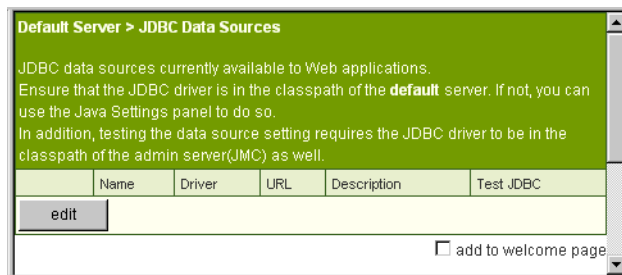 Default Server > JDBC Data Sources
JDBC data sources currently available to Web applications.
Ensure that the JDBC driver is in the classpath of the default server. If not, you can
use the Java Settings panel to do so.
In addition, testing the data source setting requires the JDBC driver to be in the
classpath of the admin server(JMC) as well.
Name Driver URL Description Test JDBC
edit
add to welcome page